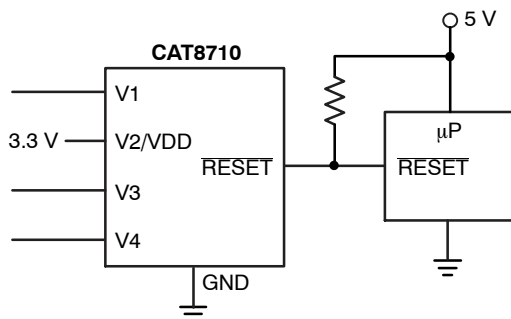 5 V
CAT8710
V1
μP
3.3 V
V2/VDD
RESET
RESET
V3
V4
GND